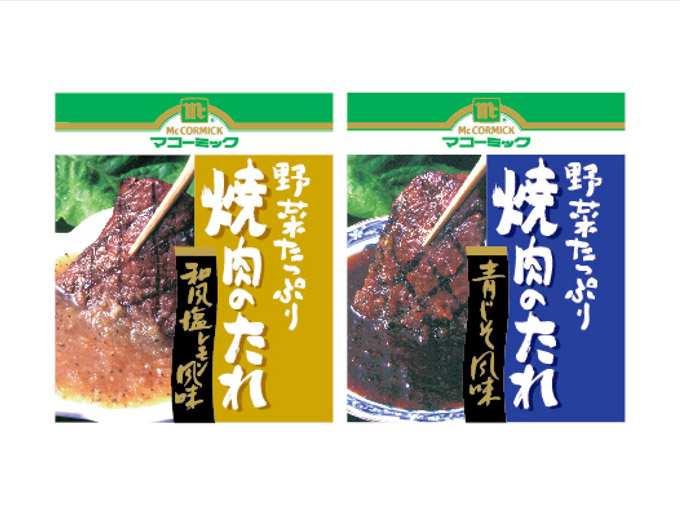 Mc CORMICK
マコーミック
野菜たっぷり
焼肉のたれ
和風塩レモン風味
Mc CORMICK
マコーミック
野菜たっぷり
焼肉のたれ
青じそ風味